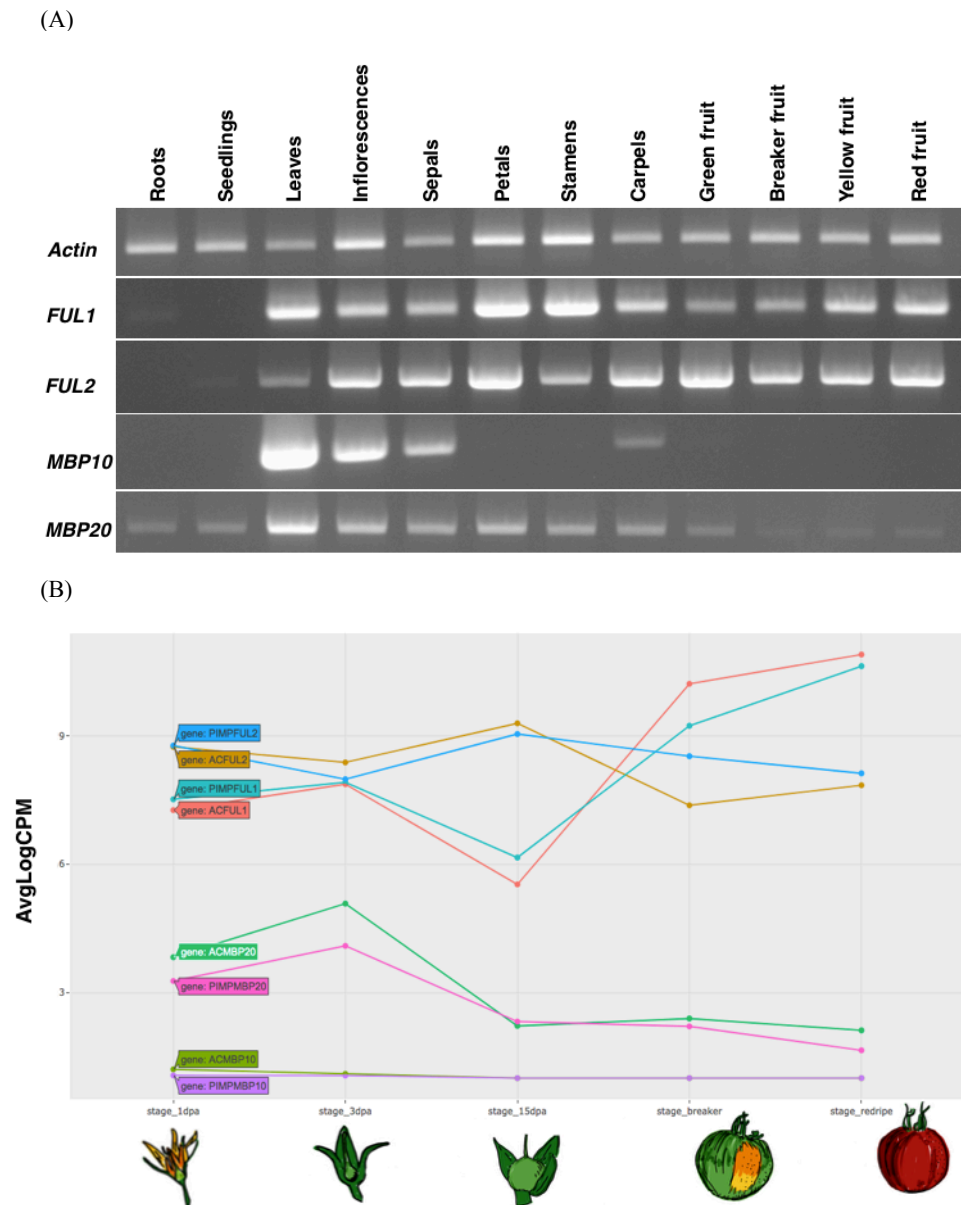 (A)
Roots Seedlings Leaves Inflorescences Sepals Petals Stamens Carpels Green fruit Breaker fruit Yellow fruit Red fruit
Actin
FUL1
FUL2
MBP10
MBP20
(B)
AvgLogCPM
9
6
3
gene: PIMPFUL2
gene: ACFUL2
gene: PIMPFUL1
gene: ACFUL1
gene: ACMBP20
gene: PIMPMBP20
gene: ACMBP10
gene: PIMPMBP10
stage_1dpa stage_3dpa stage_15dpa stage_breaker stage_redripe